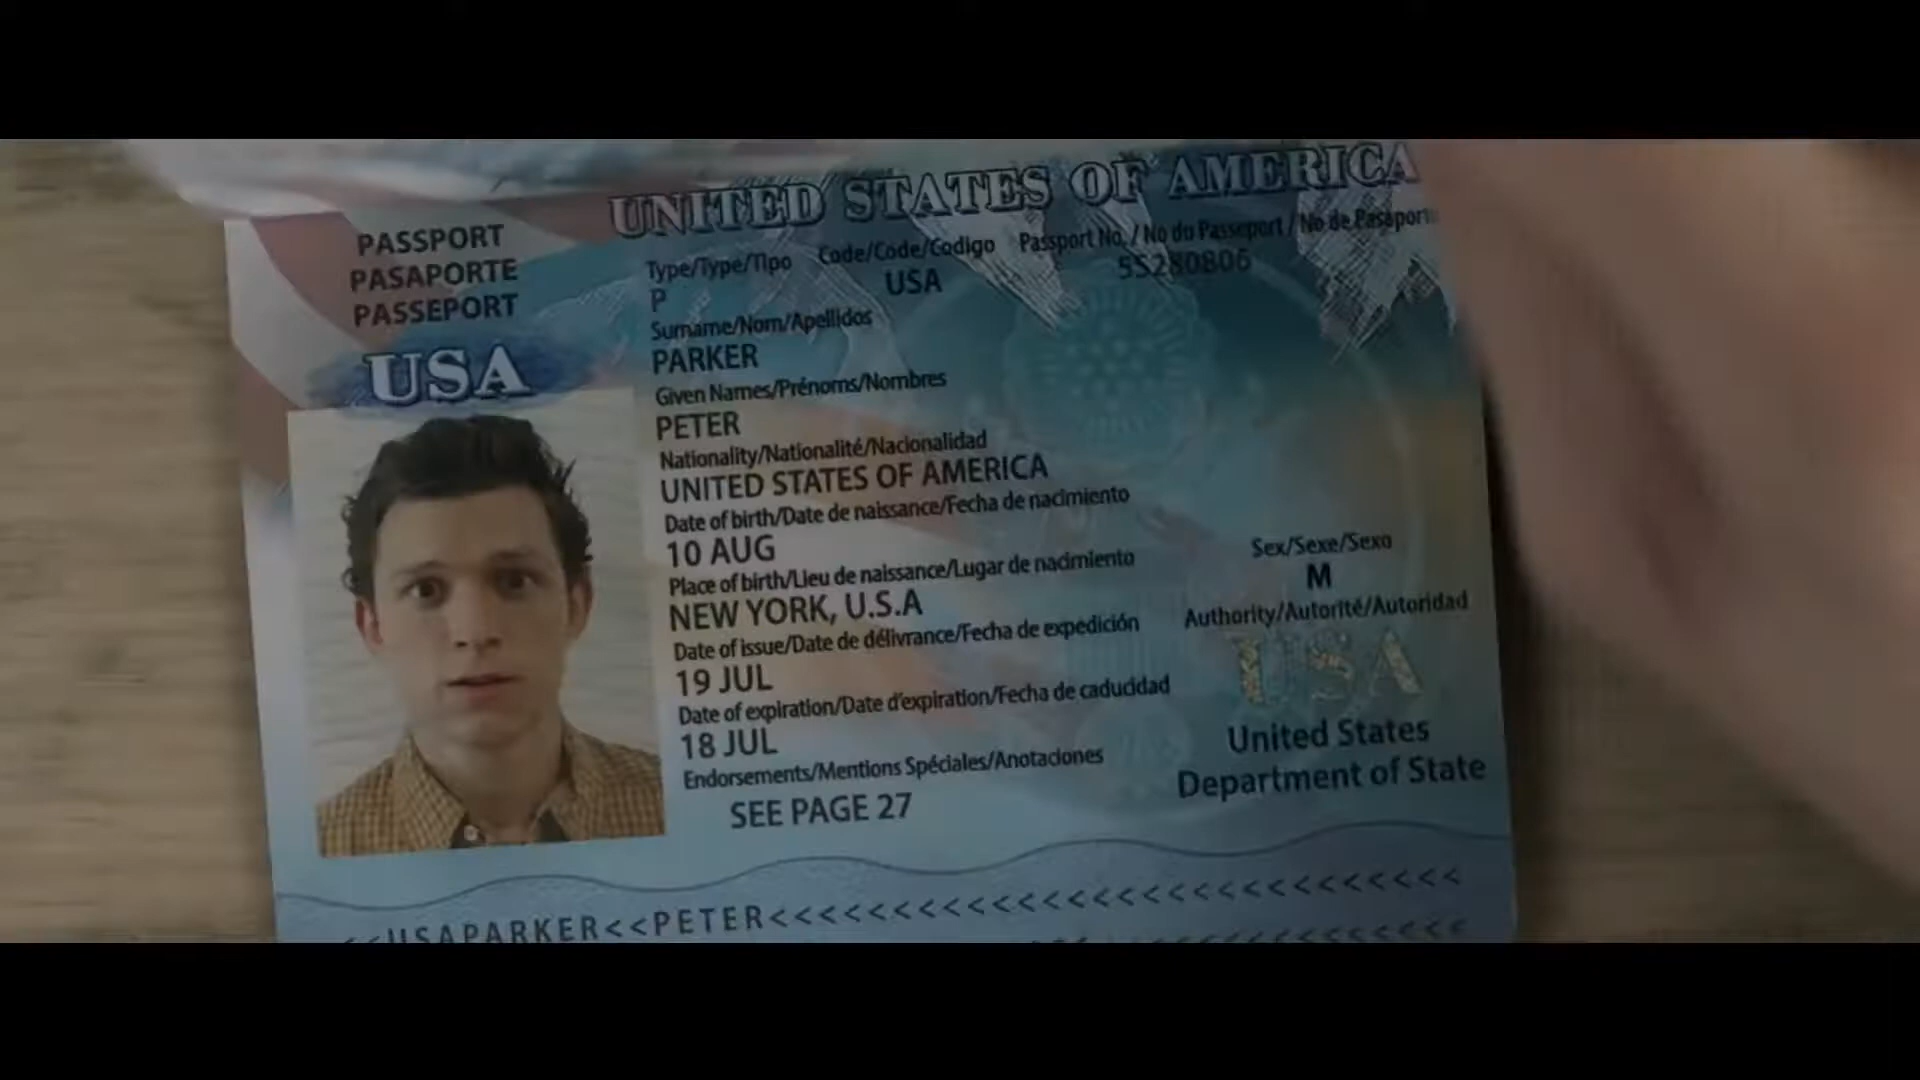 UNITED STATES OF AMERICA
PASSPORT
PASAPORTE
PASSEPORT
USA
Type/Type/Tipo
Code/Code/Codigo
Passport No. / No du Passeport / No de Pasaport
P
USA
Surname/Nom/Apellidos
PARKER
Given Names/Prénoms/Nombres
PETER
Nationality/Nationalité/Nacionalidad
UNITED STATES OF AMERICA
Date of birth/Date de naissance/Fecha de nacimiento
10 AUG
Place of birth/Lieu de naissance/Lugar de nacimiento
NEW YORK, U.S.A
Sex/Sexe/Sexo
M
Date of issue/Date de délivrance/Fecha de expedición
19 JUL
Authority/Autorité/Autoridad
USA
United States
Department of State
Date of expiration/Date d'expiration/Fecha de caducidad
18 JUL
Endorsements/Mentions Spéciales/Anotaciones
SEE PAGE 27
<<USAPARKER<<PETER<<<<<<<<<<<<<<<<<<<<<<